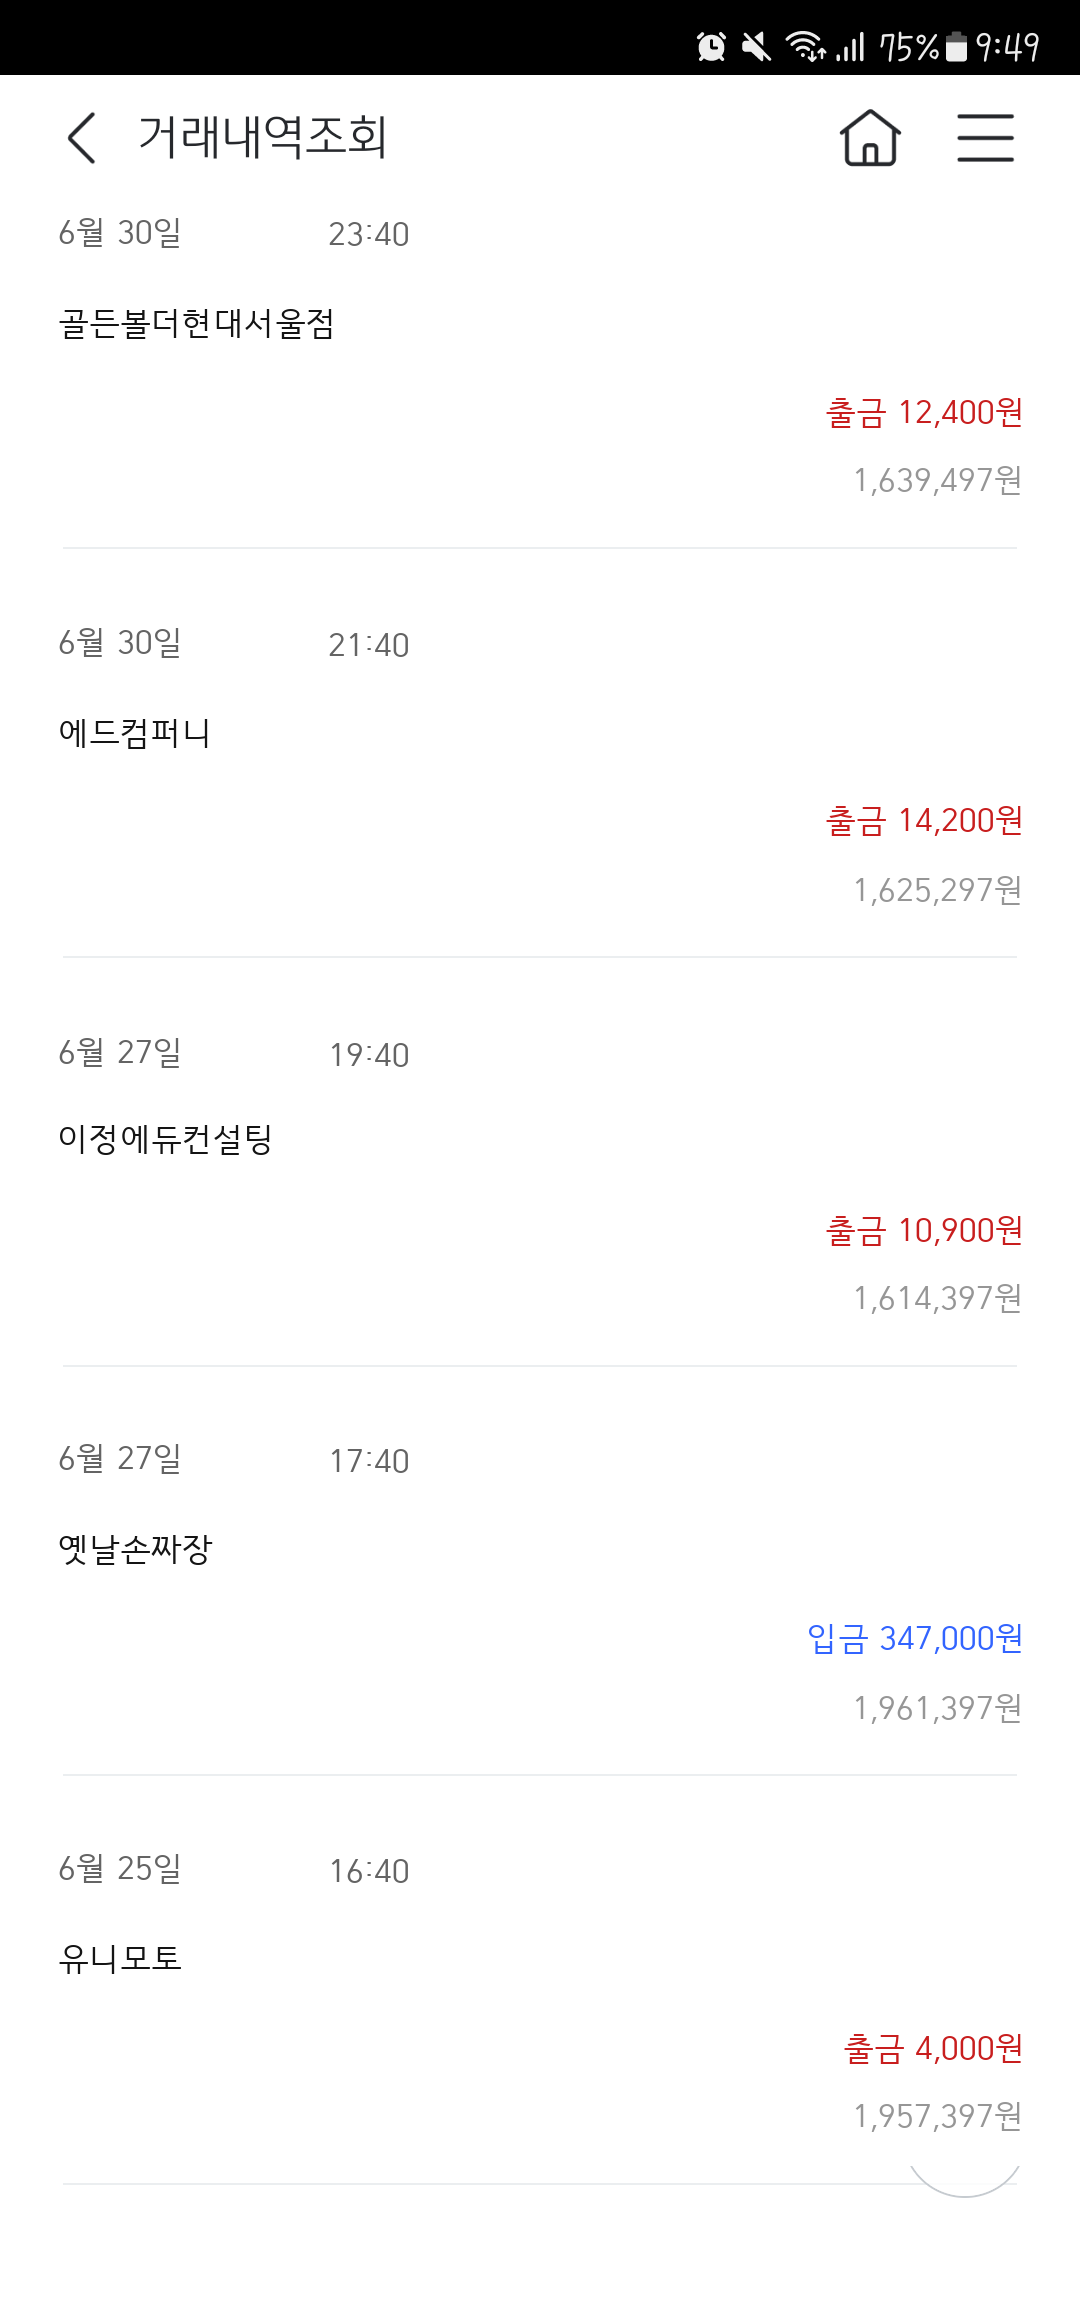 75% 9:49
거래내역조회
6월 30일 23:40
골든볼더현대서울점
출금 12,400원
1,639,497원
6월 30일 21:40
에드컴퍼니
출금 14,200원
1,625,297원
6월 27일 19:40
이정에듀컨설팅
출금 10,900원
1,614,397원
6월 27일 17:40
옛날손짜장
입금 347,000원
1,961,397원
6월 25일 16:40
유니모토
출금 4,000원
1,957,397원